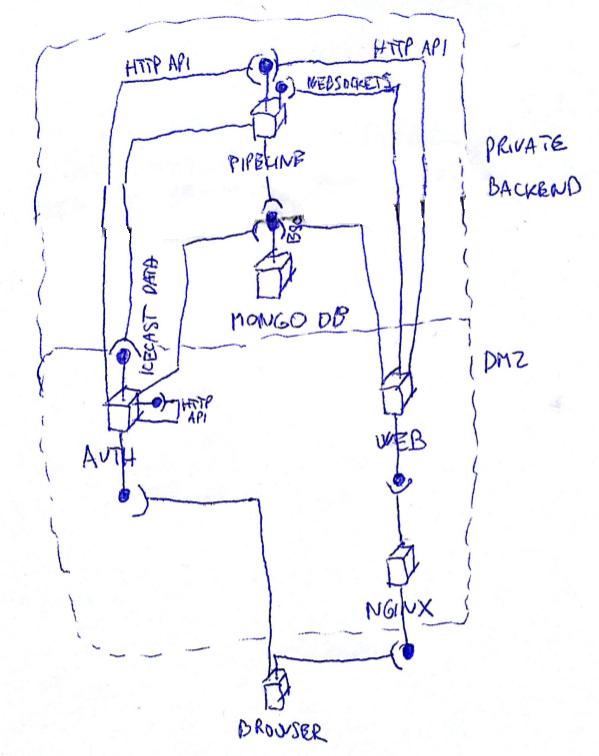 HTTP API
HTTP API
WEBSOCKETS
PIPELINE
PRIVATE
BACKEND
BSON
ICECAST DATA
MONGO DB
DMZ
HTTP
API
AUTH
WEB
NGINX
BROWSER